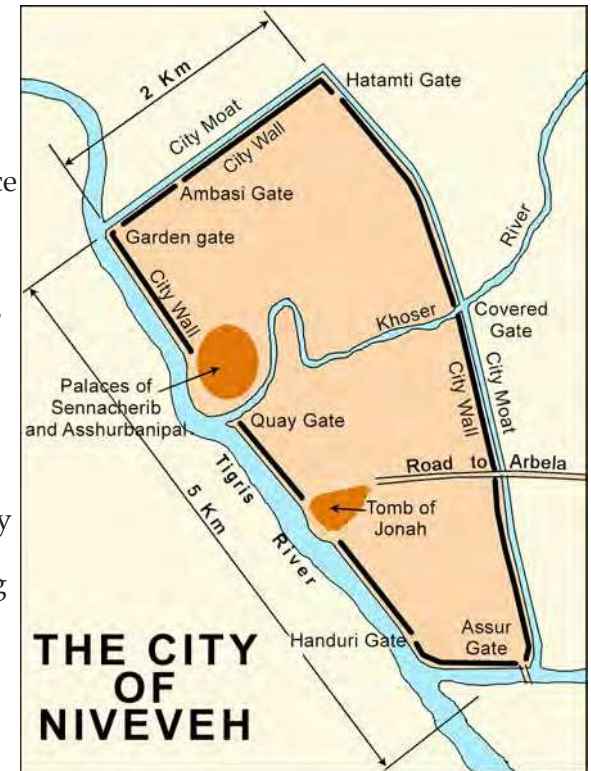 2 Km
Hatamti Gate
City Moat
City Wall
Ambasi Gate
Garden gate
City Wall
River
Khoser
Covered
Gate
City Wall
City Moat
Palaces of
Sennacherib
and Asshurbanipal
Quay Gate
Road to Arbela
Tigris
River
5 Km
Tomb of
Jonah
Handuri Gate
Assur
Gate
THE CITY
OF
NIVEVEH